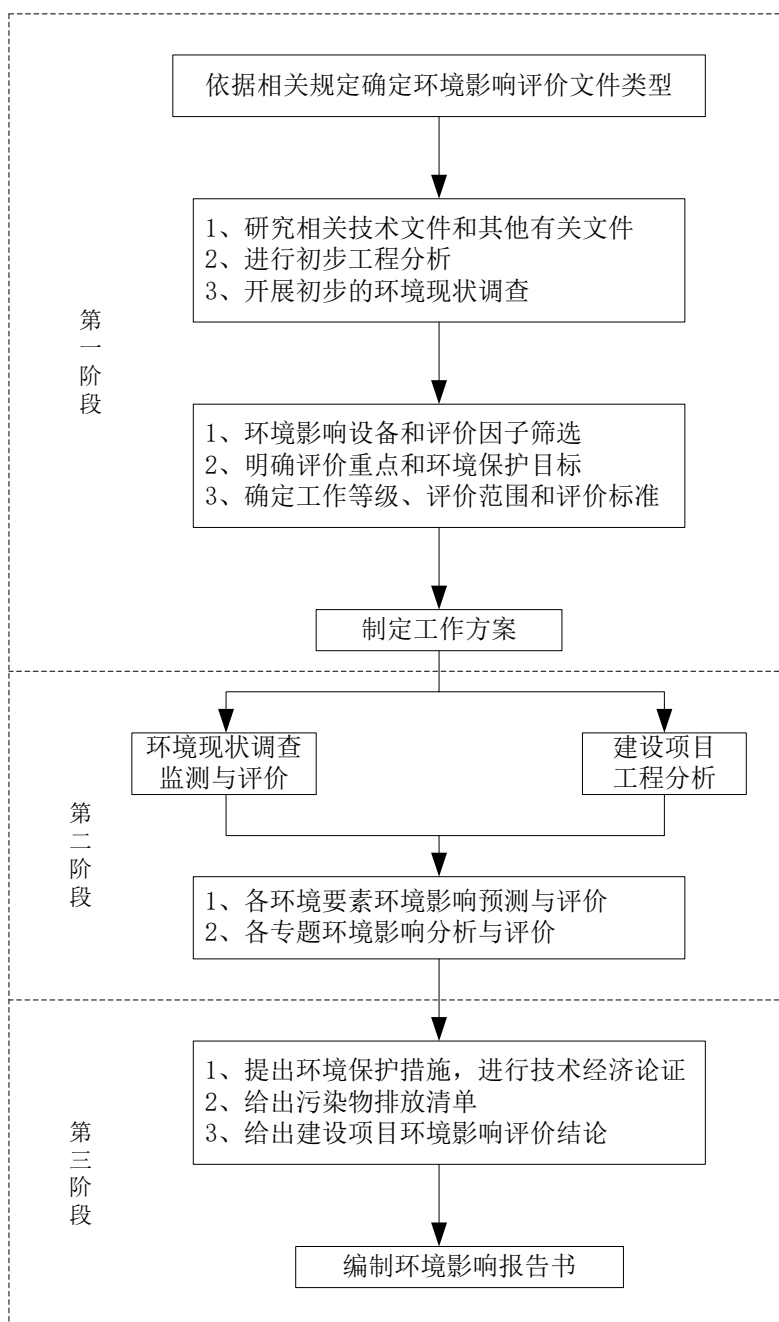 依据相关规定确定环境影响评价文件类型
1、研究相关技术文件和其他有关文件
2、进行初步工程分析
3、开展初步的环境现状调查
第一阶段
1、环境影响设备和评价因子筛选
2、明确评价重点和环境保护目标
3、确定工作等级、评价范围和评价标准
制定工作方案
环境现状调查
监测与评价
建设项目
工程分析
第二阶段
1、各环境要素环境影响预测与评价
2、各专题环境影响分析与评价
1、提出环境保护措施，进行技术经济论证
2、给出污染物排放清单
3、给出建设项目环境影响评价结论
第三阶段
编制环境影响报告书